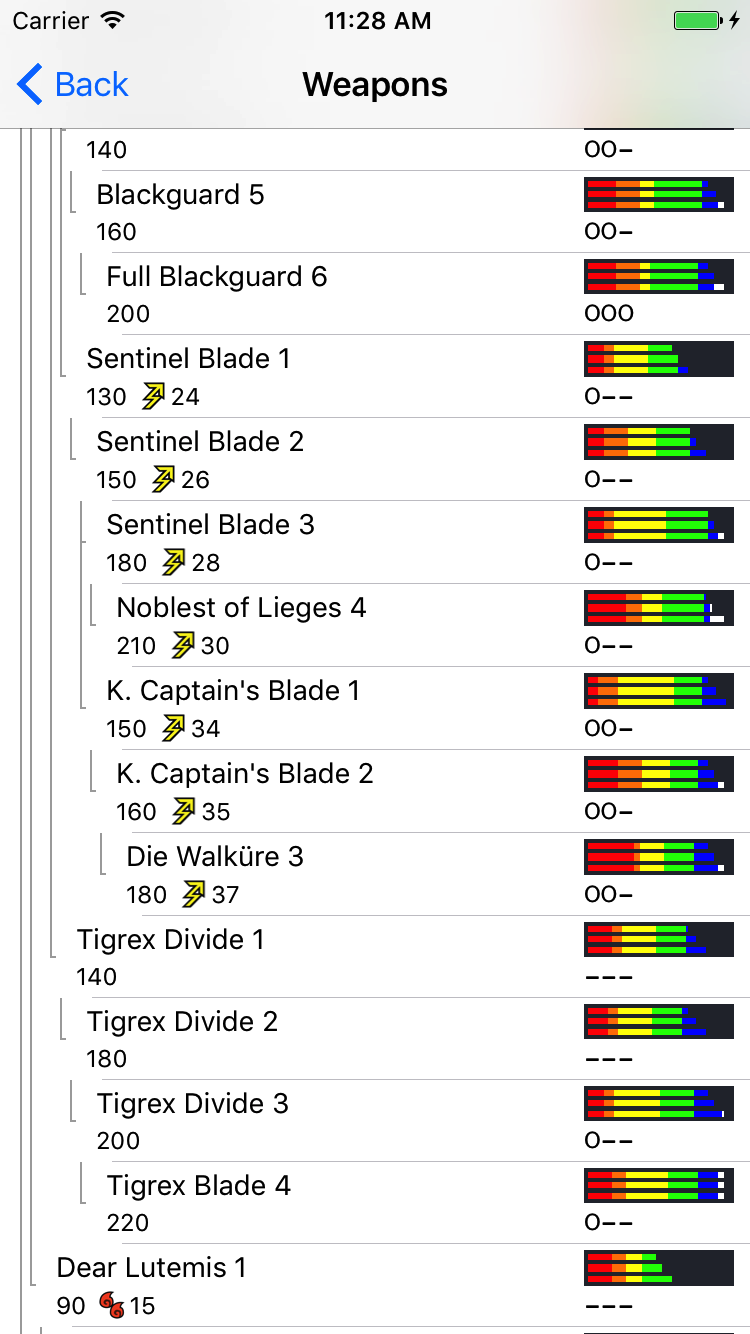 Carrier 11:28 AM
Back Weapons
140 OO-
Blackguard 5
160 OO-
Full Blackguard 6
200 OOO
Sentinel Blade 1
130 24 O--
Sentinel Blade 2
150 26 O--
Sentinel Blade 3
180 28 O--
Noblest of Lieges 4
210 30 O--
K. Captain's Blade 1
150 34 OO-
K. Captain's Blade 2
160 35 OO-
Die Walküre 3
180 37 OO-
Tigrex Divide 1
140 ---
Tigrex Divide 2
180 ---
Tigrex Divide 3
200 O--
Tigrex Blade 4
220 O--
Dear Lutemis 1
90 15 ---